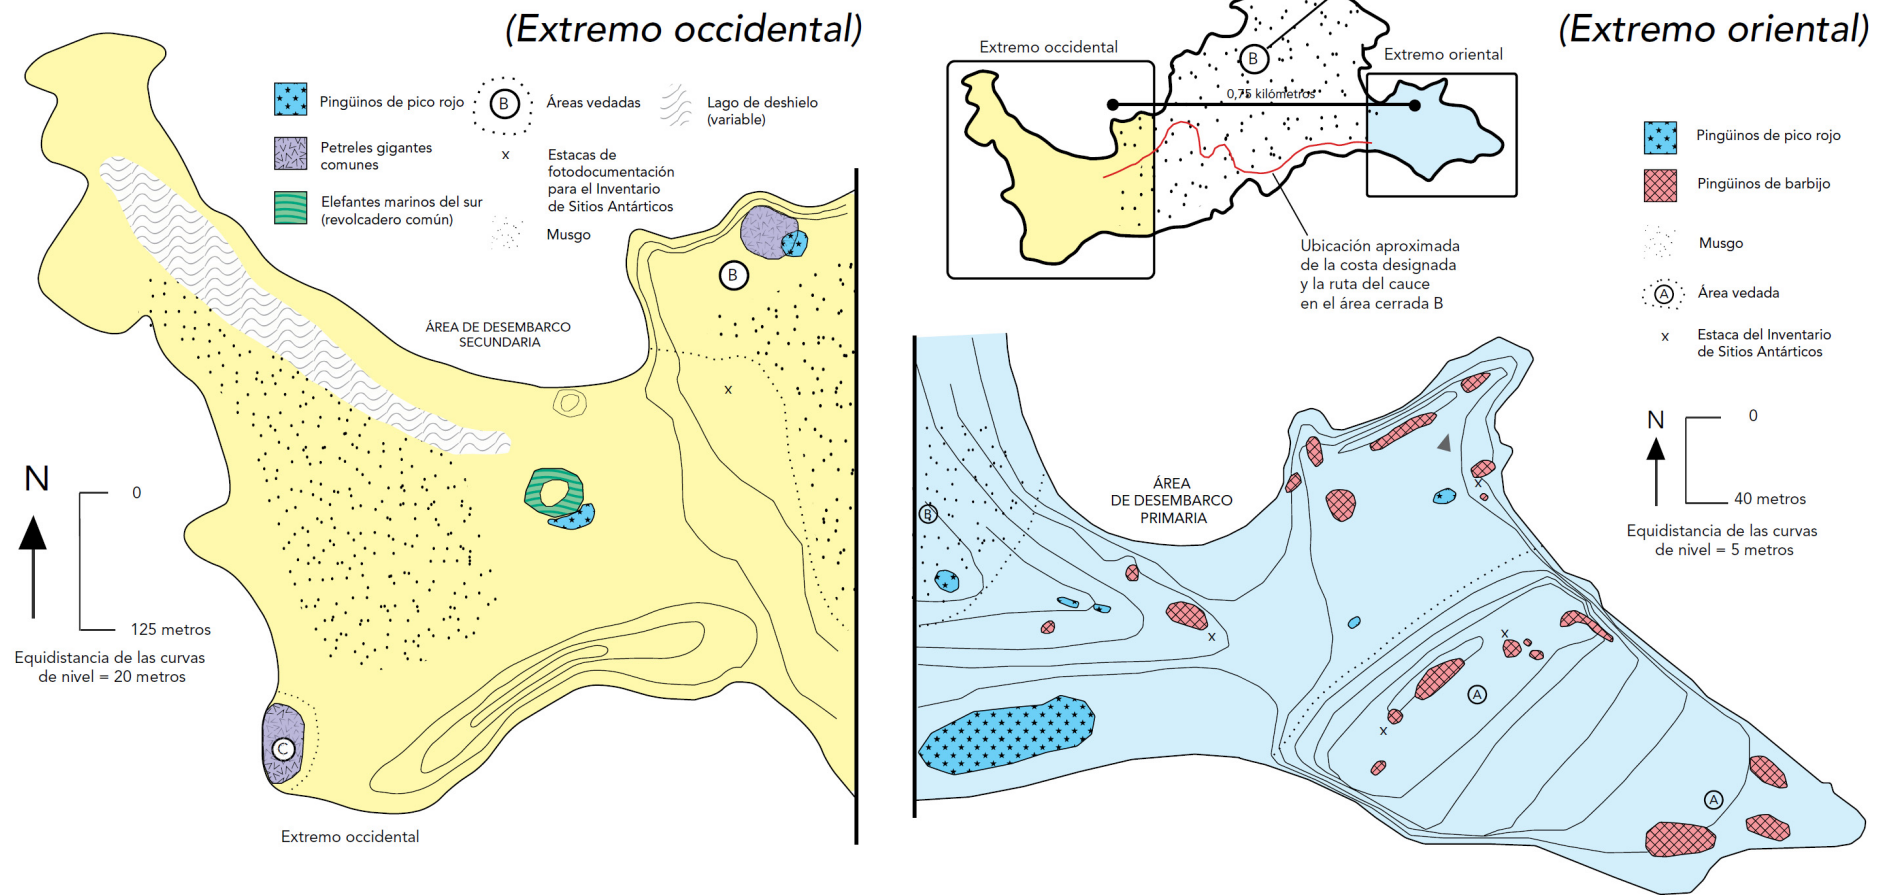 (Extremo occidental)
Pingüinos de pico rojo
Petreles gigantes
comunes
Elefantes marinos del sur
(revolcadero común)
B
Áreas vedadas
x
Estacas de
fotodocumentación
para el Inventario
de Sitios Antárticos
Musgo
Lago de deshielo
(variable)
B
ÁREA DE DESEMBARCO
SECUNDARIA
x
N
0
125 metros
Equidistancia de las curvas
de nivel = 20 metros
C
Extremo occidental
(Extremo oriental)
Extremo occidental
B
Extremo oriental
0,75 kilómetros
Ubicación aproximada
de la costa designada
y la ruta del cauce
en el área cerrada B
Pingüinos de pico rojo
Pingüinos de barbijo
Musgo
A
Área vedada
x
Estaca del Inventario
de Sitios Antárticos
N
0
40 metros
Equidistancia de las curvas
de nivel = 5 metros
ÁREA
DE DESEMBARCO
PRIMARIA
x
B
x
x
A
x
A